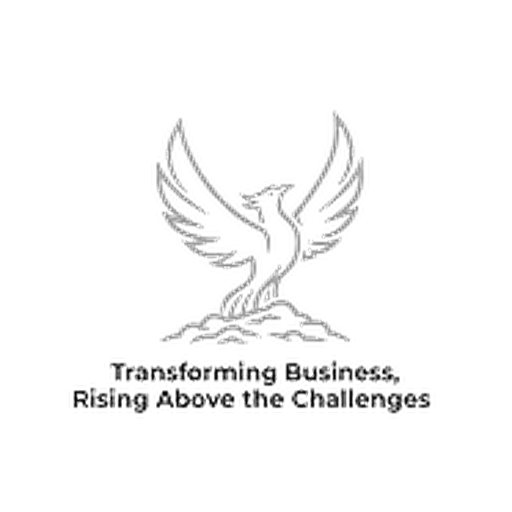 Transforming Business,
Rising Above the Challenges